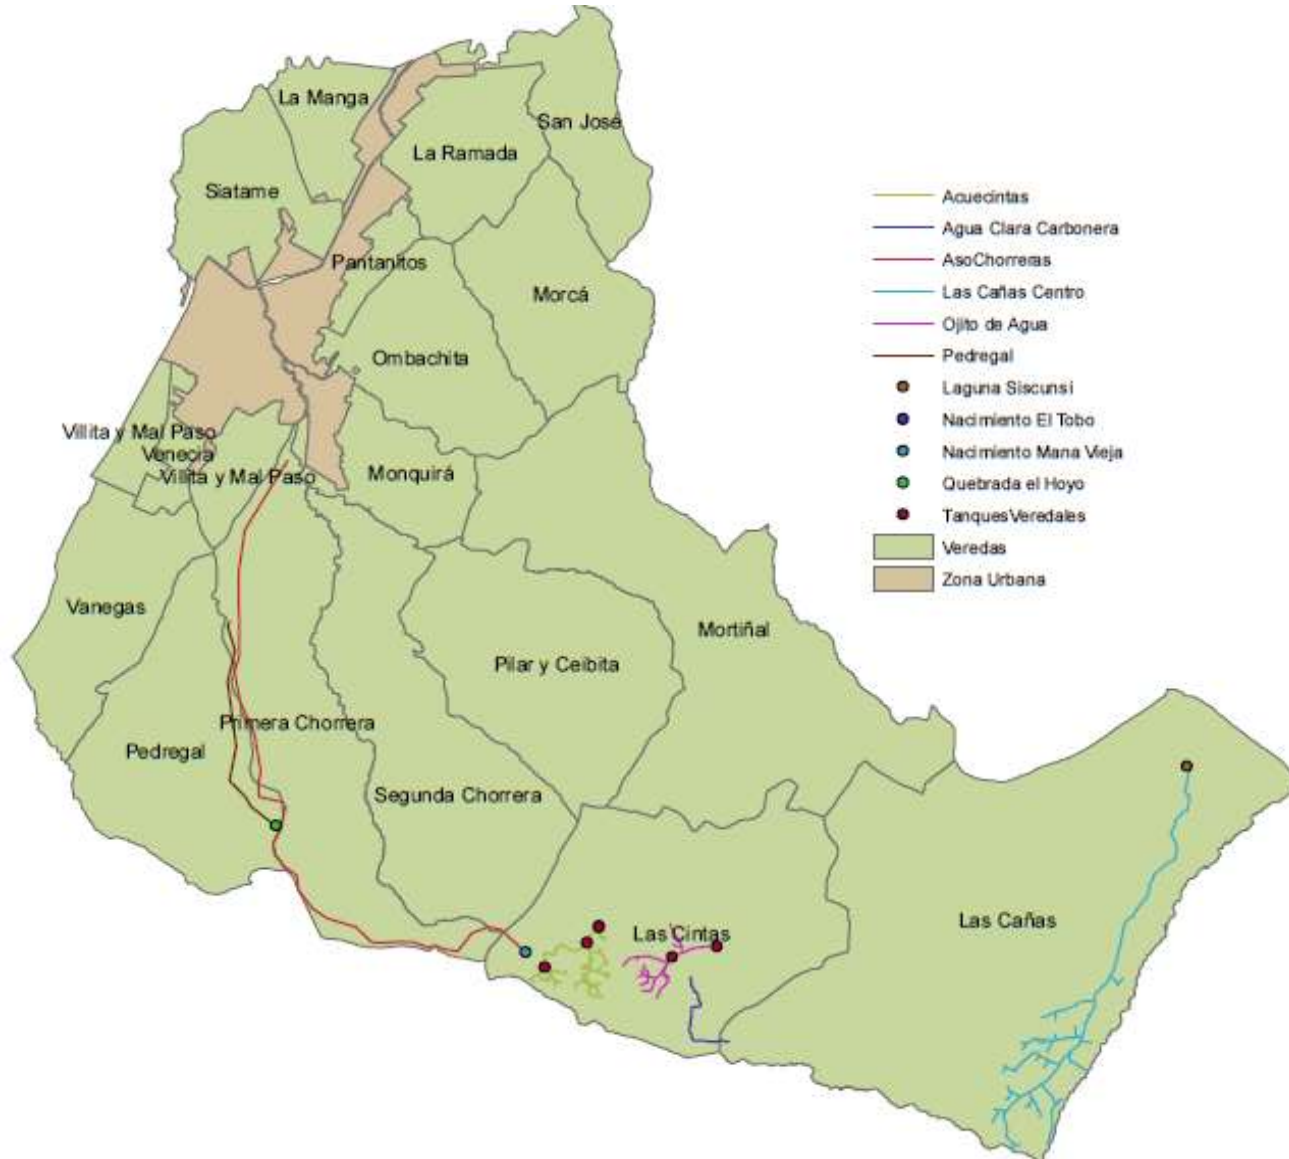 La Manga
San José
La Ramada
Siatame
Pantanitos
Morcá
Ombachita
Villita y Mal Paso
Venecia
Villita y Mal Paso
Monquirá
Vanegas
Mortiñal
Pilar y Ceibita
Primera Chorrera
Pedregal
Segunda Chorrera
Las Cintas
Las Cañas
Acuecintas
Agua Clara Carbonera
AsoChorreras
Las Cañas Centro
Ojito de Agua
Pedregal
Laguna Siscunsi
Nacimiento El Tobo
Nacimiento Mana Vieja
Quebrada el Hoyo
TanquesVeredales
Veredas
Zona Urbana